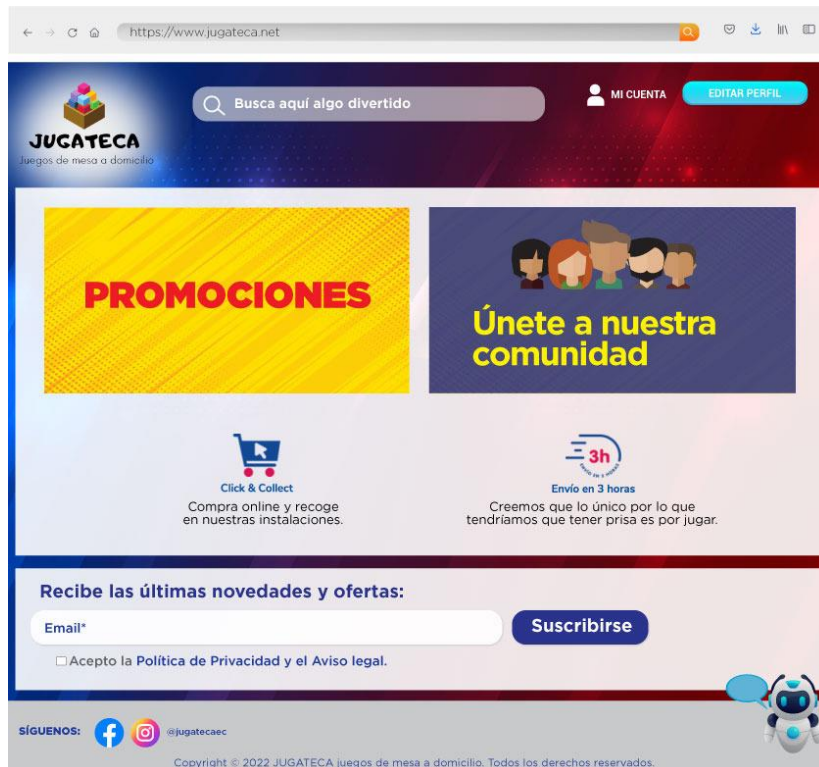 https://www.jugateca.net
Busca aquí algo divertido
MI CUENTA
EDITAR PERFIL
JUGATECA
Juegos de mesa a domicilio
PROMOCIONES
Únete a nuestra
comunidad
3h
ENVÍO EN 3 HORAS
Click & Collect
Compra online y recoge
en nuestras instalaciones.
Envío en 3 horas
Creemos que lo único por lo que
tendríamos que tener prisa es por jugar.
Recibe las últimas novedades y ofertas:
Email*
Suscribirse
Acepto la Política de Privacidad y el Aviso legal.
SÍGUENOS:
@jugatecaec
Copyright © 2022 JUGATECA juegos de mesa a domicilio. Todos los derechos reservados.